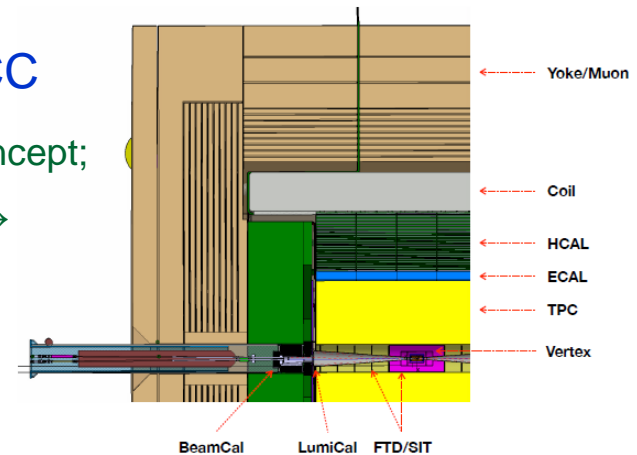 CC
ncept;
→
Yoke/Muon
Coil
HCAL
ECAL
TPC
Vertex
BeamCal LumiCal FTD/SIT